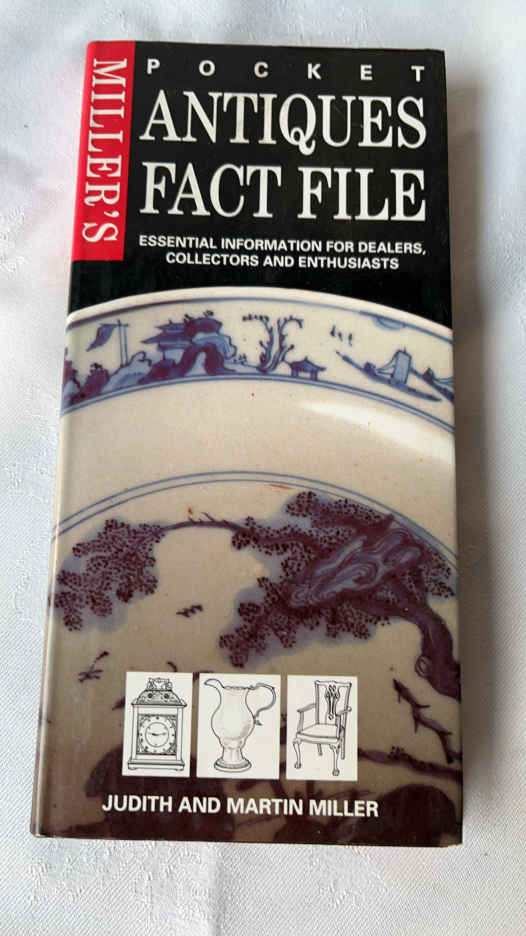 MILLER'S
POCKET
ANTIQUES
FACT FILE
ESSENTIAL INFORMATION FOR DEALERS,
COLLECTORS AND ENTHUSIASTS
JUDITH AND MARTIN MILLER